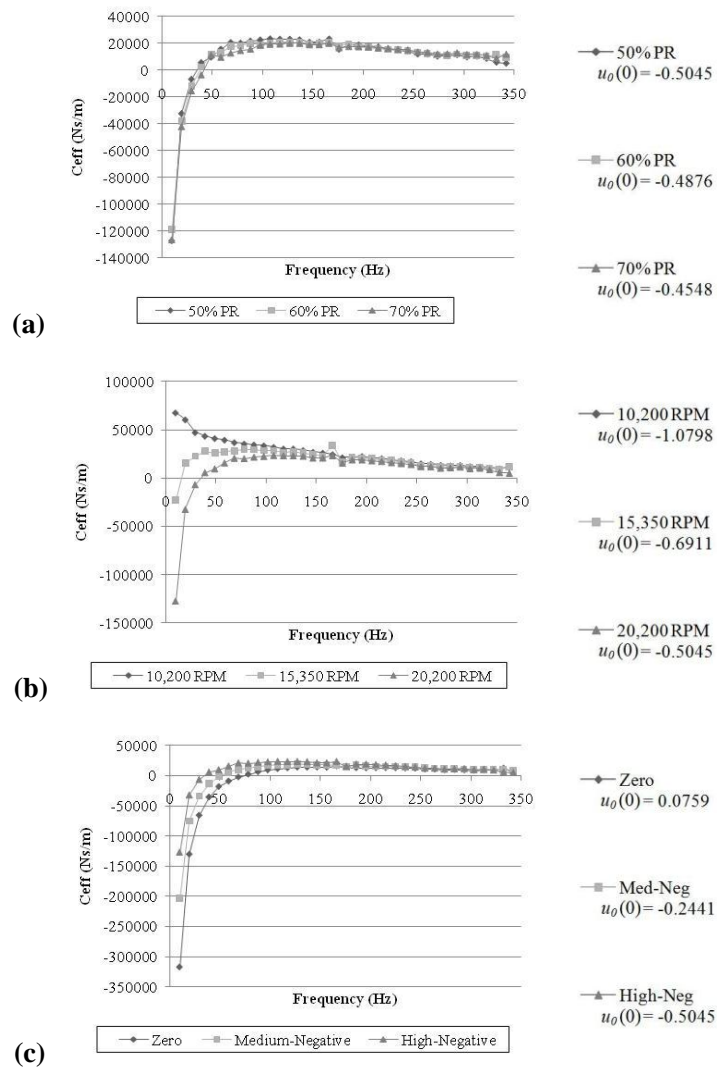 40000
20000
0
-20000
-40000
-60000
-80000
-100000
-120000
-140000
0 50 100 150 200 250 300 350
Ceff (Ns/m)
Frequency (Hz)
50% PR 60% PR 70% PR
(a)
50% PR
u₀(0) = -0.5045
60% PR
u₀(0) = -0.4876
70% PR
u₀(0) = -0.4548
100000
50000
0
-50000
-100000
-150000
0 50 100 150 200 250 300 350
Ceff (Ns/m)
Frequency (Hz)
10,200 RPM 15,350 RPM 20,200 RPM
(b)
10,200 RPM
u₀(0) = -1.0798
15,350 RPM
u₀(0) = -0.6911
20,200 RPM
u₀(0) = -0.5045
50000
0
-50000
-100000
-150000
-200000
-250000
-300000
-350000
0 50 100 150 200 250 300 350
Ceff (Ns/m)
Frequency (Hz)
Zero Medium-Negative High-Negative
(c)
Zero
u₀(0) = 0.0759
Med-Neg
u₀(0) = -0.2441
High-Neg
u₀(0) = -0.5045